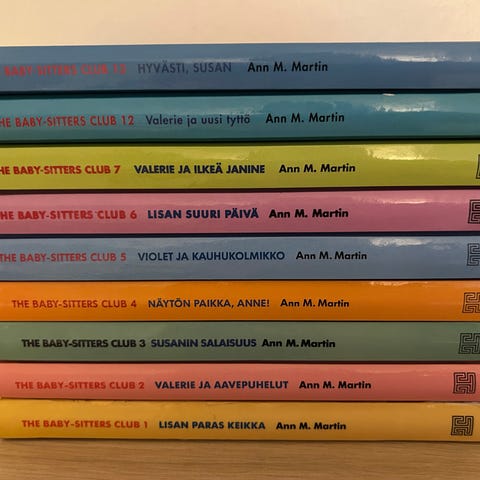 BABY-SITTERS CLUB 13 HYVÄSTI, SUSAN Ann M. Martin
THE BABY-SITTERS CLUB 12 Valerie ja uusi tyttö Ann M. Martin
THE BABY-SITTERS CLUB 7 VALERIE JA ILKEÄ JANINE Ann M. Martin
THE BABY-SITTERS CLUB 6 LISAN SUURI PÄIVÄ Ann M. Martin
THE BABY-SITTERS CLUB 5 VIOLET JA KAUHUKOLMIKKO Ann M. Martin
THE BABY-SITTERS CLUB 4 NÄYTÖN PAIKKA, ANNE! Ann M. Martin
THE BABY-SITTERS CLUB 3 SUSANIN SALAISUUS Ann M. Martin
THE BABY-SITTERS CLUB 2 VALERIE JA AAVEPUHELUT Ann M. Martin
THE BABY-SITTERS CLUB 1 LISAN PARAS KEIKKA Ann M. Martin